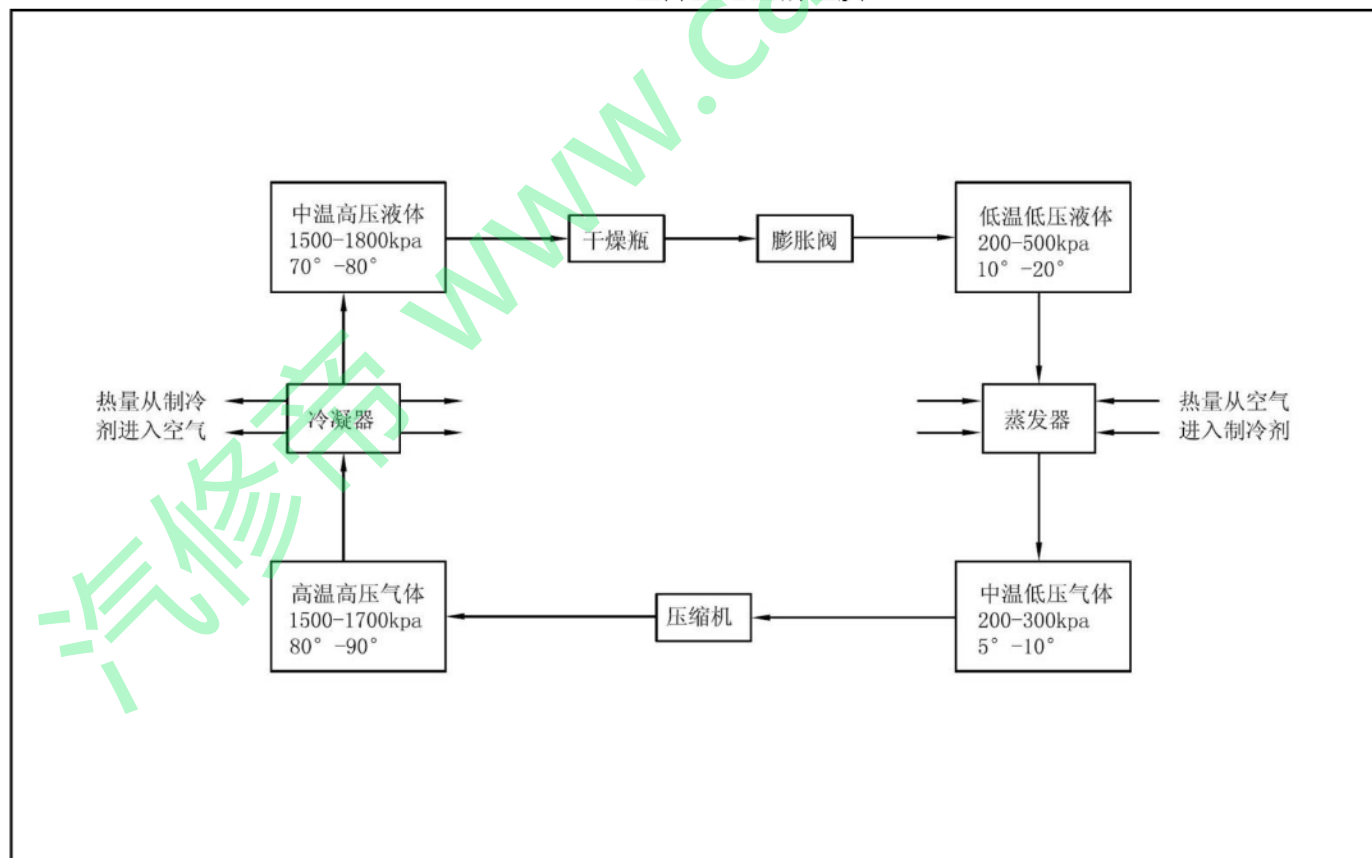 中温高压液体
1500-1800kpa
70° -80°
干燥瓶
膨胀阀
低温低压液体
200-500kpa
10° -20°
热量从制冷
剂进入空气
冷凝器
蒸发器
热量从空气
进入制冷剂
高温高压气体
1500-1700kpa
80° -90°
压缩机
中温低压气体
200-300kpa
5° -10°
汽修帝 www.c